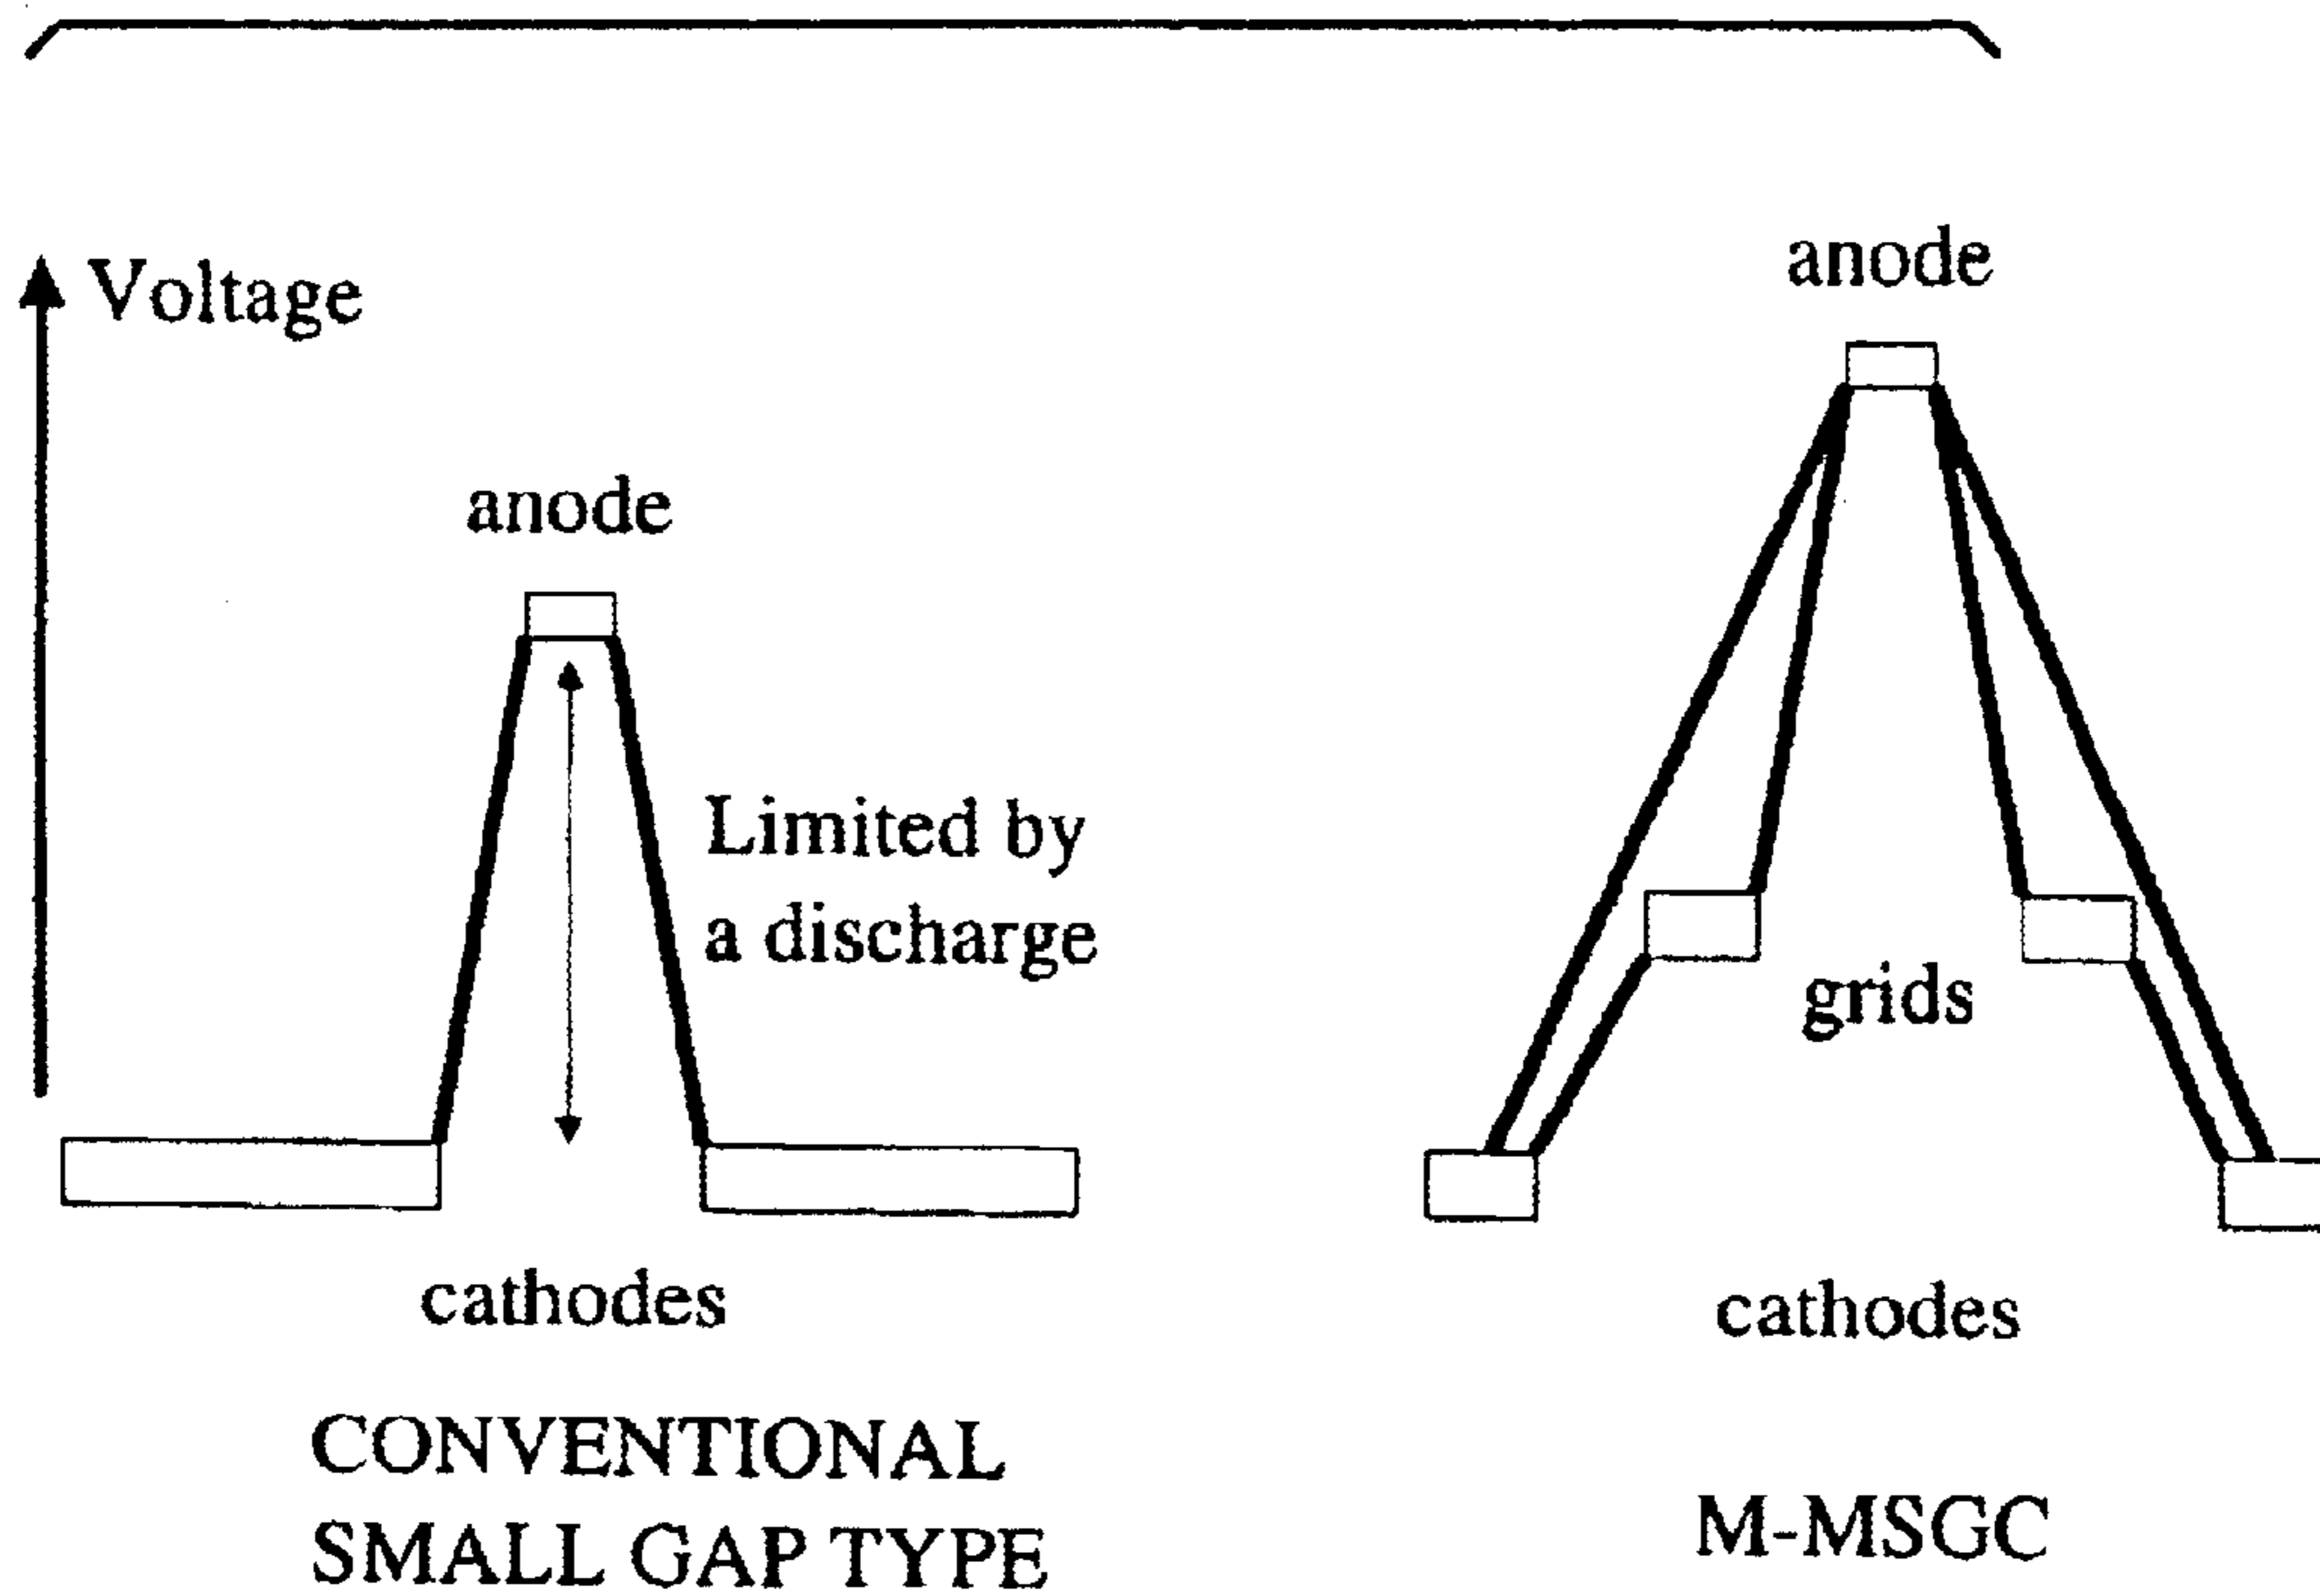 Voltage
anode
Limited by
a discharge
cathodes
CONVENTIONAL
SMALL GAP TYPE
anode
grids
cathodes
M-MSGC